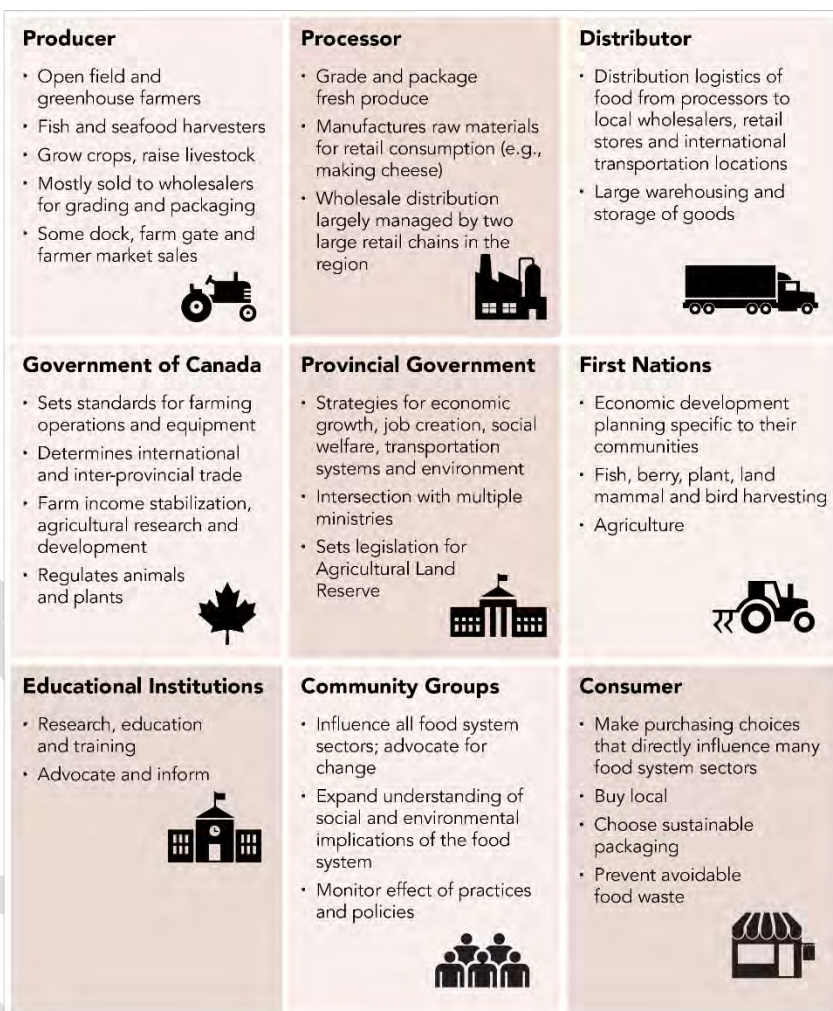 Producer
• Open field and
greenhouse farmers
• Fish and seafood harvesters
• Grow crops, raise livestock
• Mostly sold to wholesalers
for grading and packaging
• Some dock, farm gate and
farmer market sales
Processor
• Grade and package
fresh produce
• Manufactures raw materials
for retail consumption (e.g.,
making cheese)
• Wholesale distribution
largely managed by two
large retail chains in the
region
Distributor
• Distribution logistics of
food from processors to
local wholesalers, retail
stores and international
transportation locations
• Large warehousing and
storage of goods
Government of Canada
• Sets standards for farming
operations and equipment
• Determines international
and inter-provincial trade
• Farm income stabilization,
agricultural research and
development
• Regulates animals
and plants
Provincial Government
• Strategies for economic
growth, job creation, social
welfare, transportation
systems and environment
• Intersection with multiple
ministries
• Sets legislation for
Agricultural Land
Reserve
First Nations
• Economic development
planning specific to their
communities
• Fish, berry, plant, land
mammal and bird harvesting
• Agriculture
Educational Institutions
• Research, education
and training
• Advocate and inform
Community Groups
• Influence all food system
sectors; advocate for
change
• Expand understanding of
social and environmental
implications of the food
system
• Monitor effect of practices
and policies
Consumer
• Make purchasing choices
that directly influence many
food system sectors
• Buy local
• Choose sustainable
packaging
• Prevent avoidable
food waste